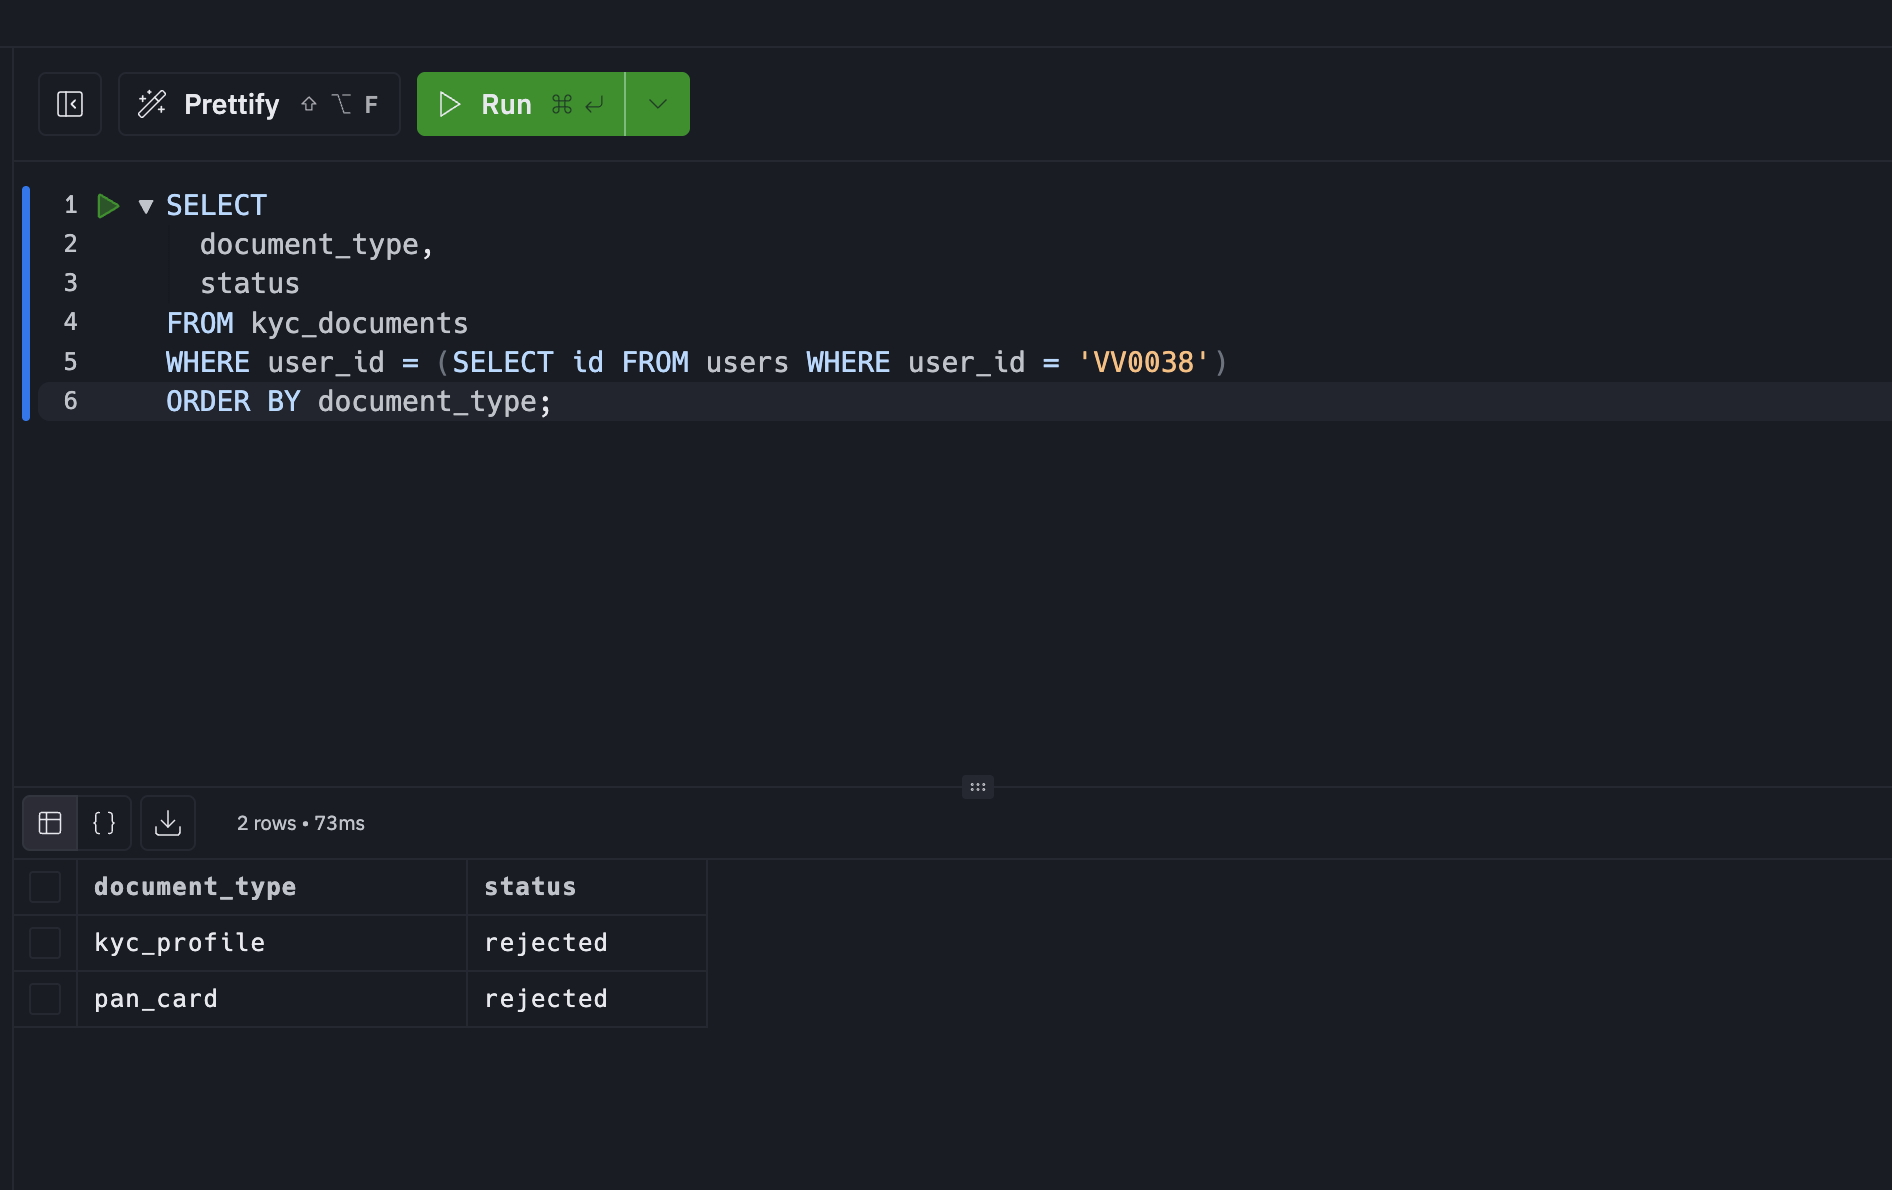 Prettify ⇧ ⌥ F Run ⌘ ↵
1 SELECT
2 document_type,
3 status
4 FROM kyc_documents
5 WHERE user_id = (SELECT id FROM users WHERE user_id = 'VV0038')
6 ORDER BY document_type;
{} 2 rows • 73ms
document_type status
kyc_profile rejected
pan_card rejected